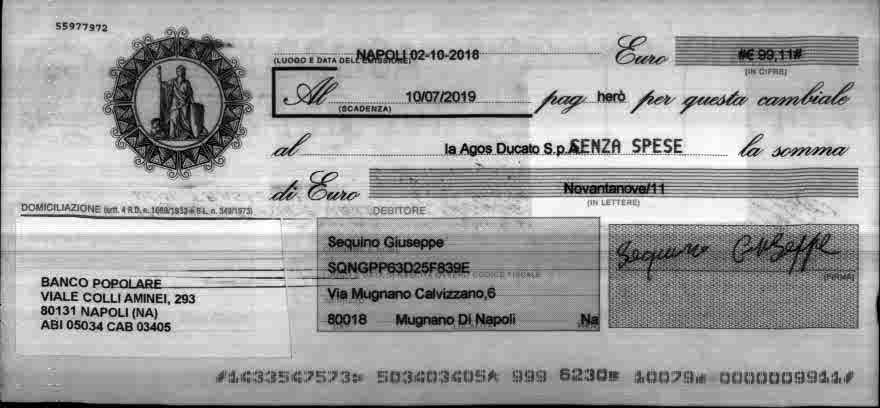 55977972
NAPOLI 02-10-2018
Euro #€ 99,11#
(LUOGO E DATA DELL'EMISSIONE)
(IN CIFRE)
Al 10/07/2019 pag herò per questa cambiale
(SCADENZA)
al la Agos Ducato S.p.A. SENZA SPESE la somma
di Euro Novantanove/11
(IN LETTERE)
DOMICILIAZIONE (artt. 4 R.D. n. 1669/1933 e S.L. n. 349/1973)
DEBITORE
Sequino Giuseppe
SQNGPP63D25F839E
CODICE FISCALE
Via Mugnano Calvizzano,6
80018 Mugnano Di Napoli Na
Sequino Giuseppe
(FIRMA)
BANCO POPOLARE
VIALE COLLI AMINEI, 293
80131 NAPOLI (NA)
ABI 05034 CAB 03405
#1433547573# 503403405A 999 6230# 10079# 0000009911#